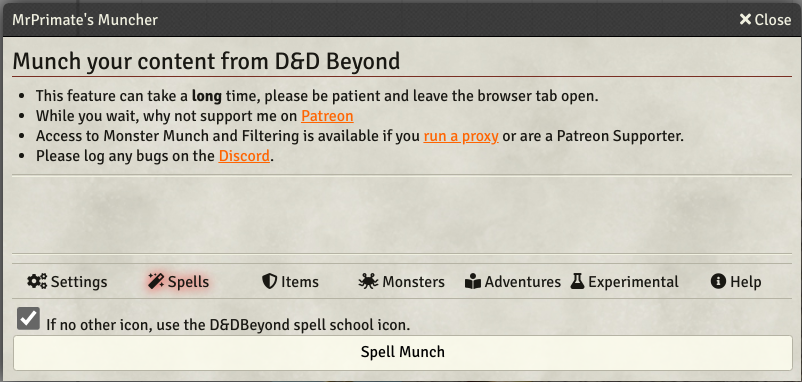 MrPrimate's Muncher
Close
Munch your content from D&D Beyond
This feature can take a long time, please be patient and leave the browser tab open.
While you wait, why not support me on Patreon
Access to Monster Munch and Filtering is available if you run a proxy or are a Patreon Supporter.
Please log any bugs on the Discord.
Settings Spells Items Monsters Adventures Experimental Help
If no other icon, use the D&DBeyond spell school icon.
Spell Munch